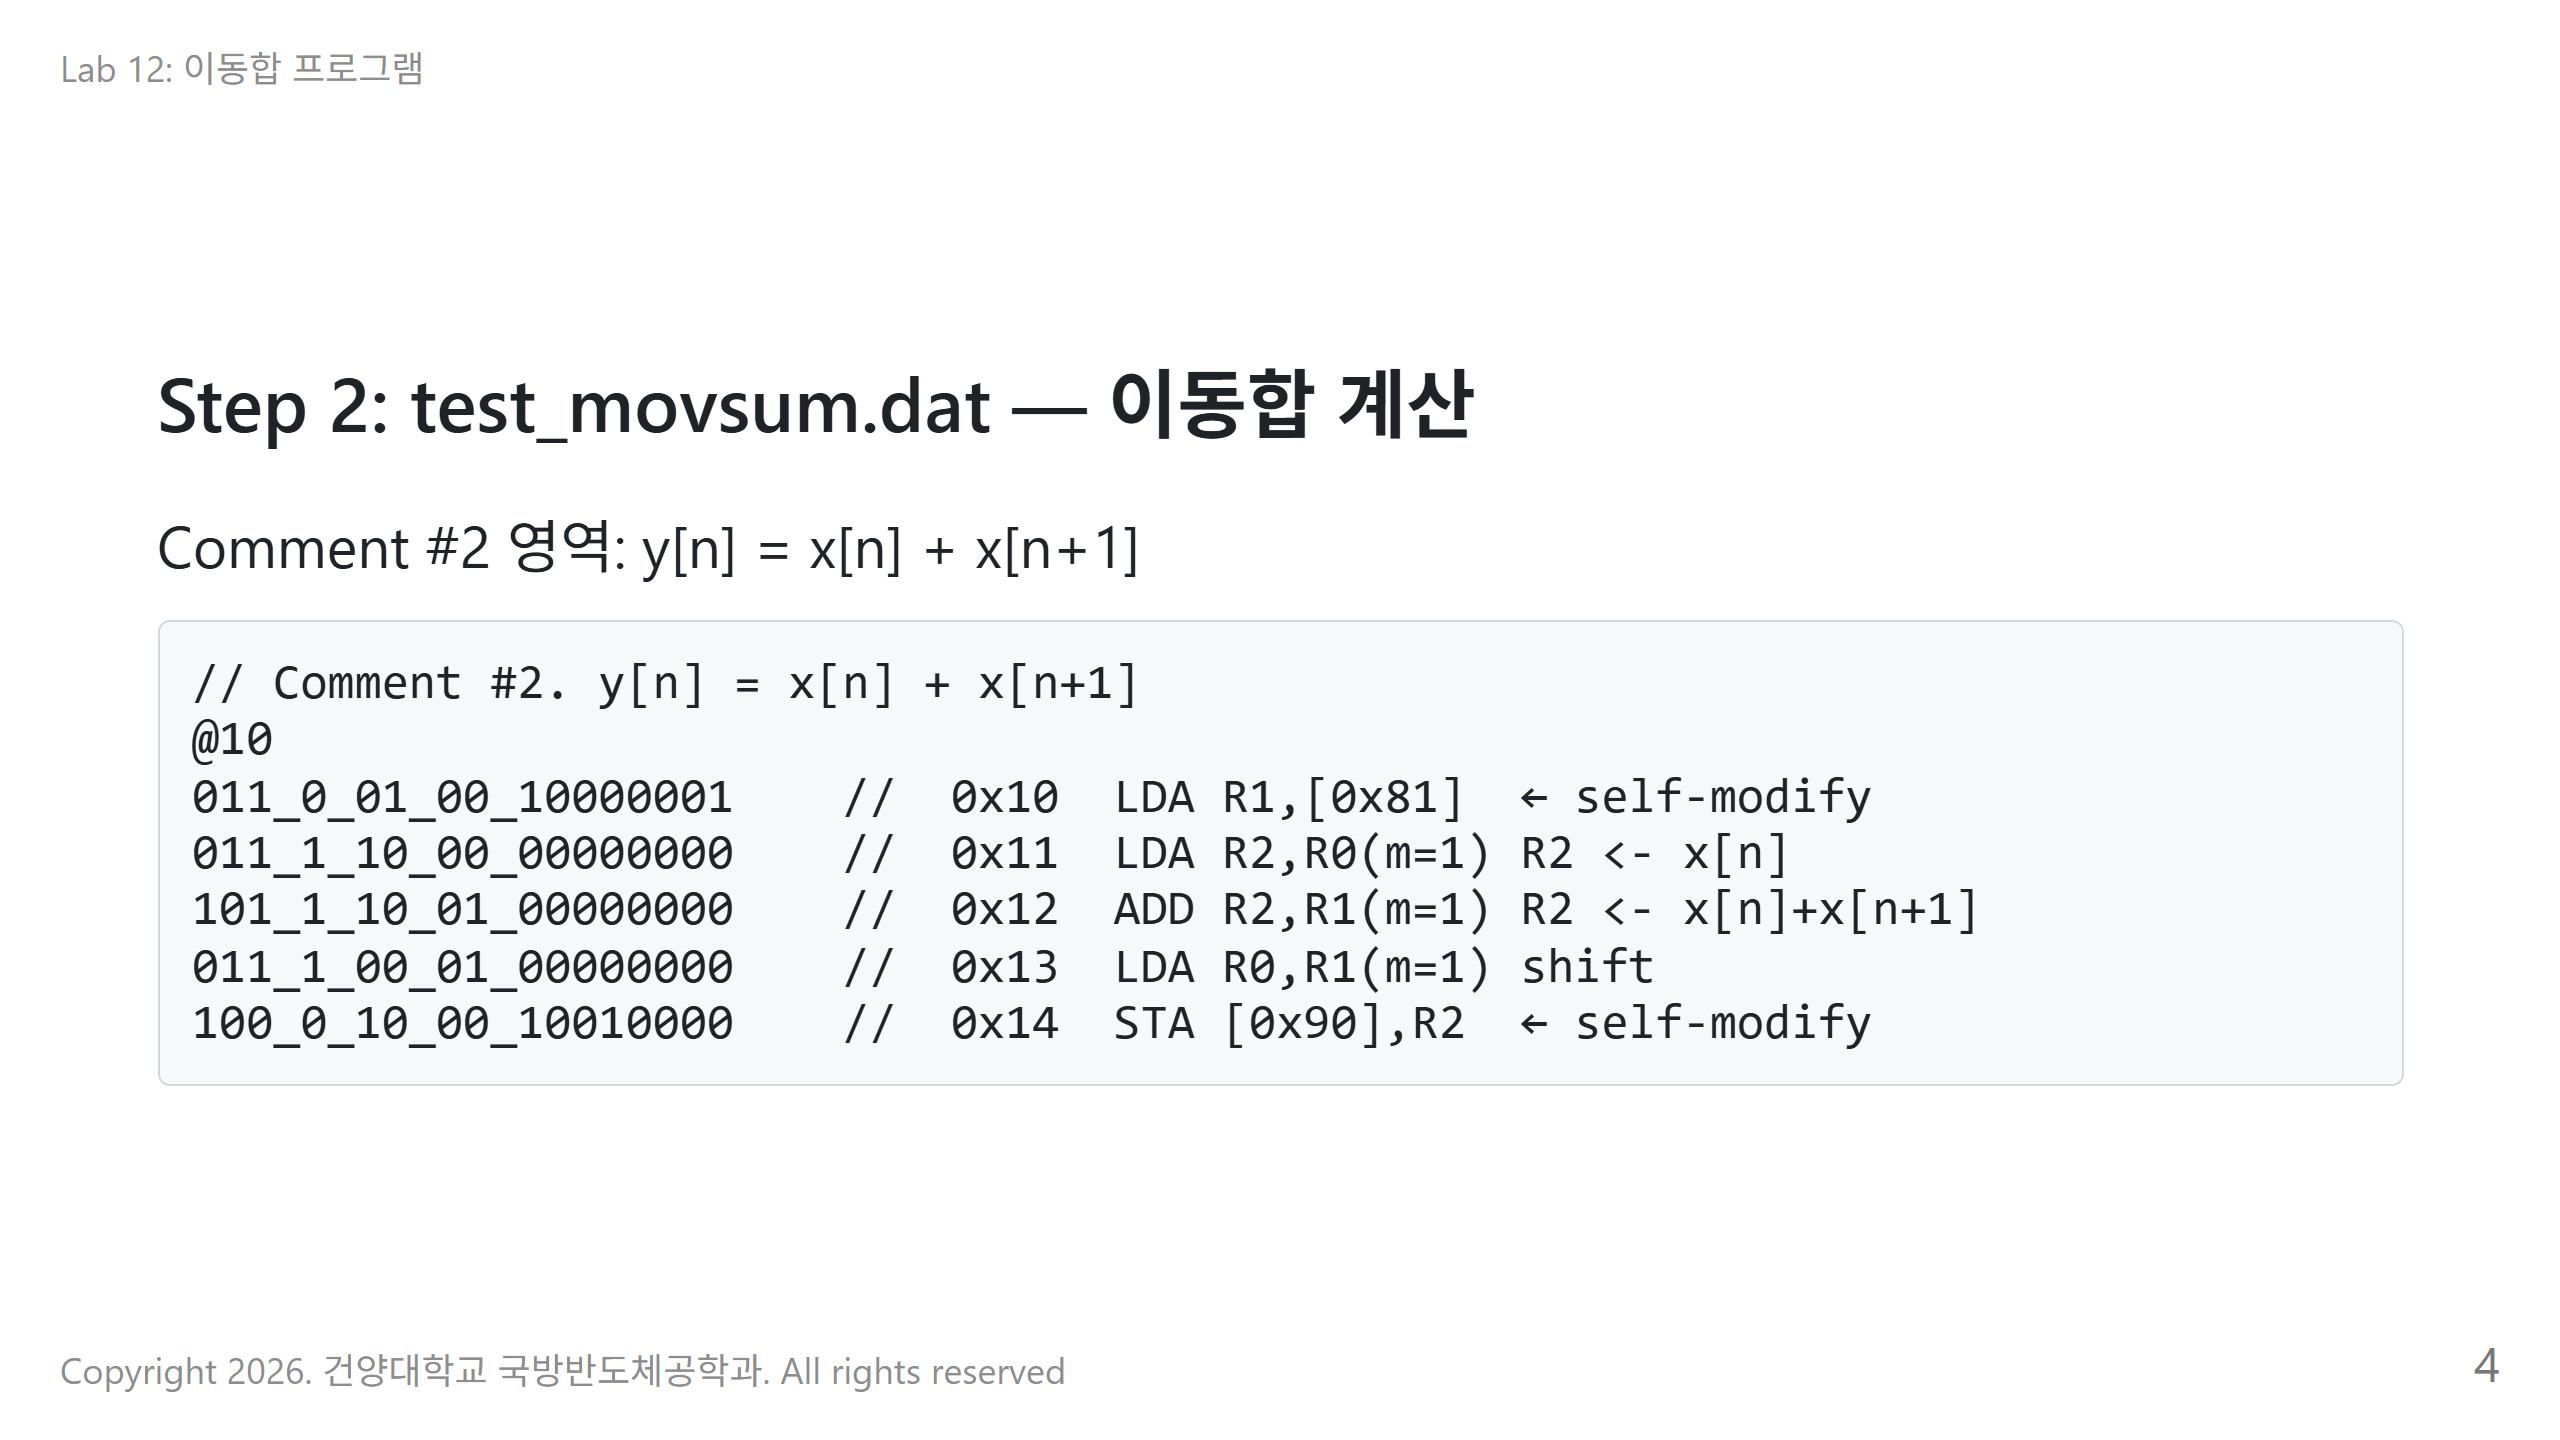 Lab 12: 이동합 프로그램
Step 2: test_movsum.dat — 이동합 계산
Comment #2 영역: y[n] = x[n] + x[n+1]
// Comment #2. y[n] = x[n] + x[n+1]
@10
011_0_01_00_10000001    //  0x10  LDA R1,[0x81]  ← self-modify
011_1_10_00_00000000    //  0x11  LDA R2,R0(m=1) R2 <- x[n]
101_1_10_01_00000000    //  0x12  ADD R2,R1(m=1) R2 <- x[n]+x[n+1]
011_1_00_01_00000000    //  0x13  LDA R0,R1(m=1) shift
100_0_10_00_10010000    //  0x14  STA [0x90],R2  ← self-modify
Copyright 2026. 건양대학교 국방반도체공학과. All rights reserved
4